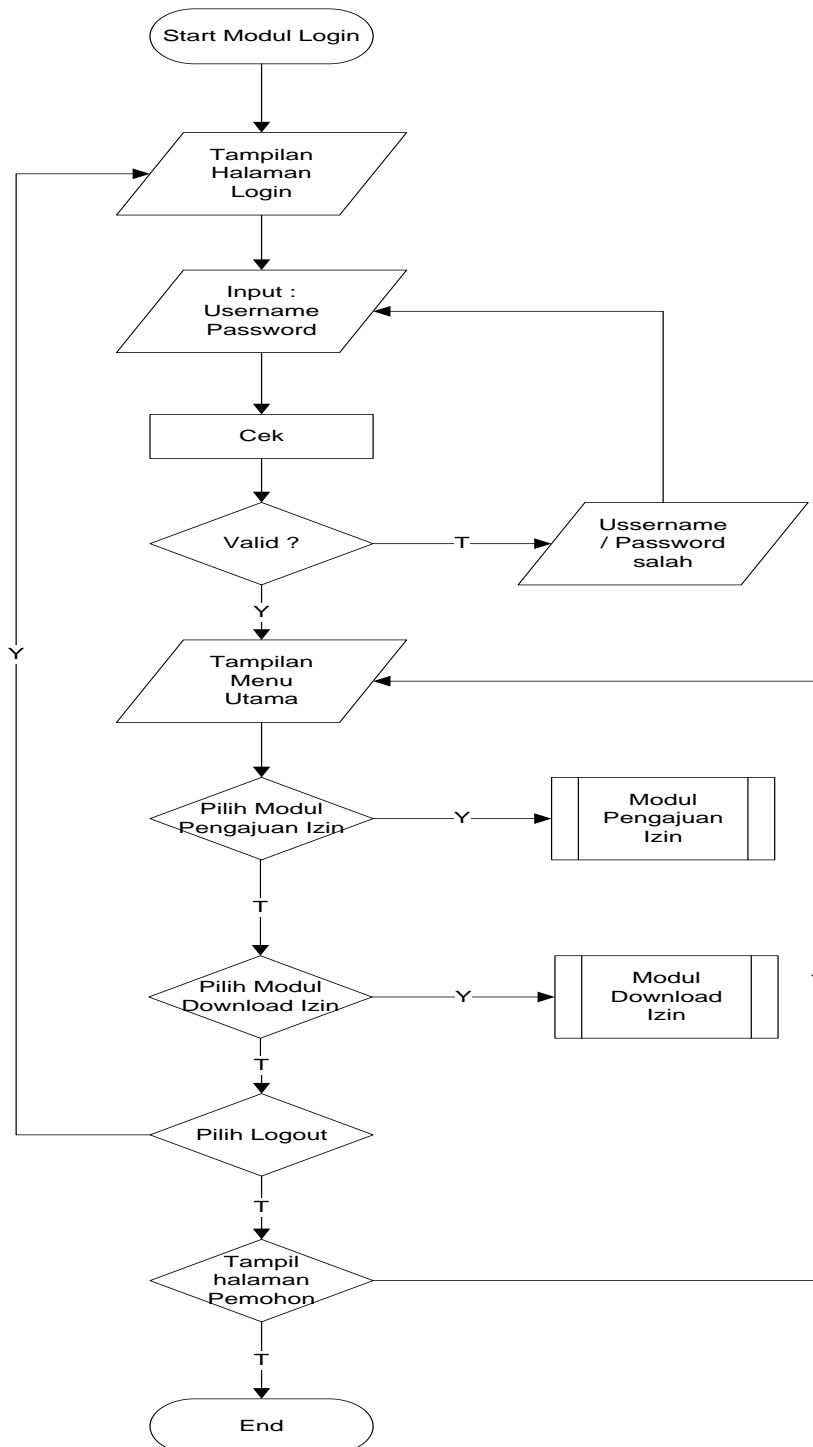 Start Modul Login
Tampilan
Halaman
Login
Input :
Username
Password
Cek
Valid ?
T
Ussername
/ Password
salah
Y
Y
Tampilan
Menu
Utama
Pilih Modul
Pengajuan Izin
Y
Modul
Pengajuan
Izin
T
Pilih Modul
Download Izin
Y
Modul
Download
Izin
T
Pilih Logout
T
Tampil
halaman
Pemohon
T
End